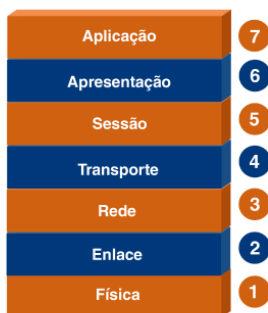 Aplicação 7
Apresentação 6
Sessão 5
Transporte 4
Rede 3
Enlace 2
Física 1